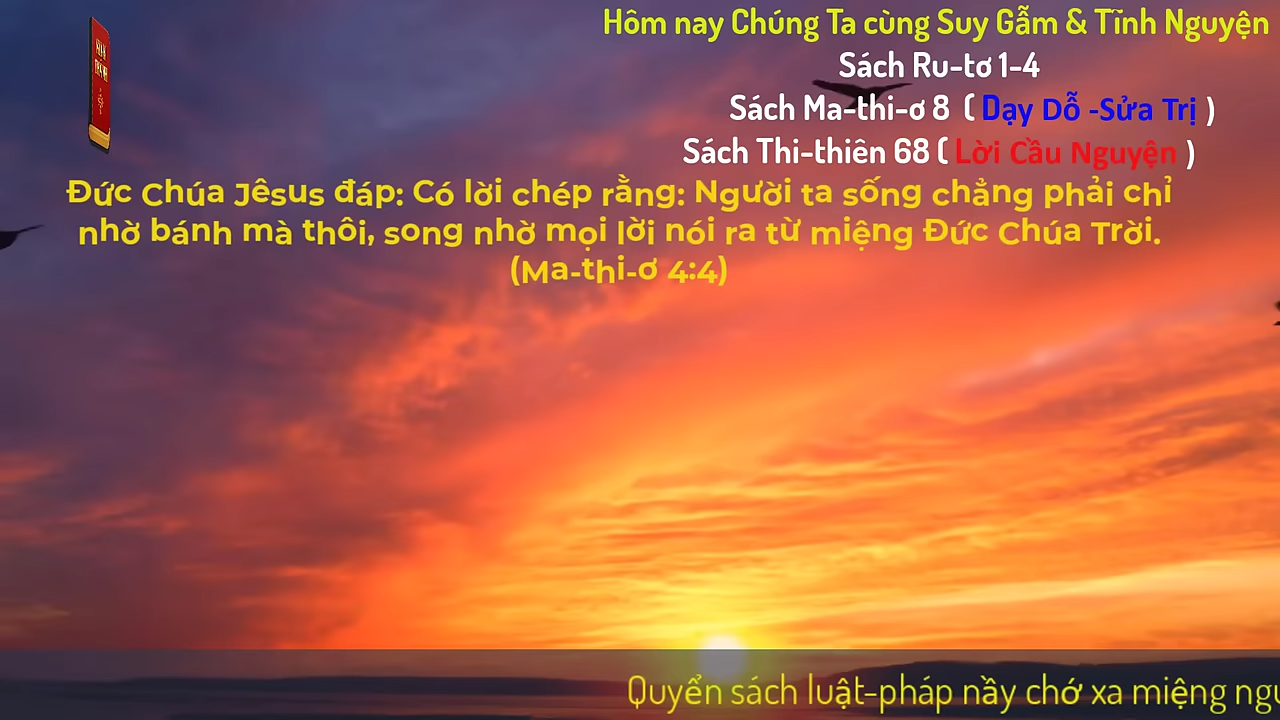 Hôm nay Chúng Ta cùng Suy Gẫm & Tĩnh Nguyện
Sách Ru-tơ 1-4
Sách Ma-thi-ơ 8 ( Dạy Dỗ -Sửa Trị )
Sách Thi-thiên 68 ( Lời Cầu Nguyện )
Đức Chúa Jêsus đáp: Có lời chép rằng: Người ta sống chẳng phải chỉ
nhờ bánh mà thôi, song nhờ mọi lời nói ra từ miệng Đức Chúa Trời.
(Ma-thi-ơ 4:4)
Quyển sách luật-pháp nầy chớ xa miệng